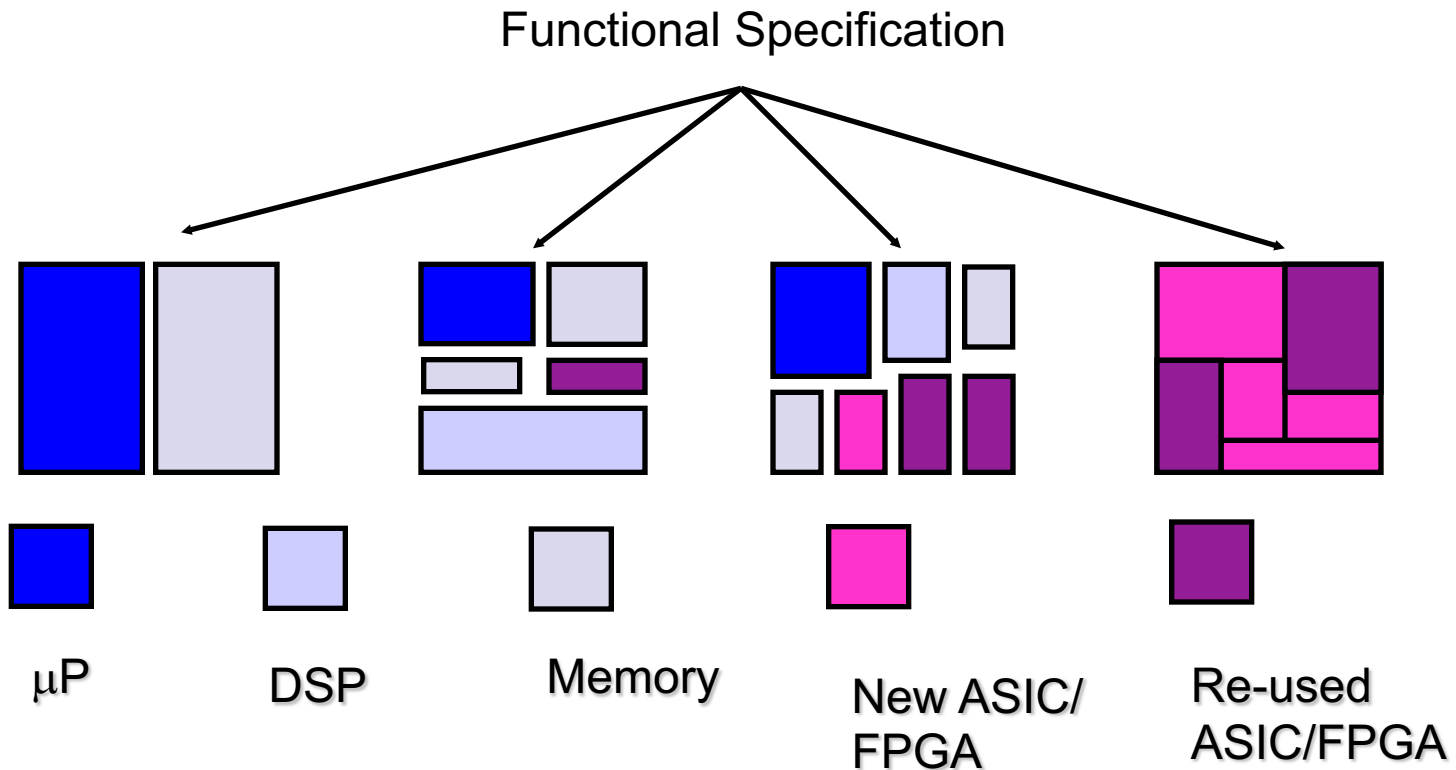 Functional Specification
μP
DSP
Memory
New ASIC/
FPGA
Re-used
ASIC/FPGA